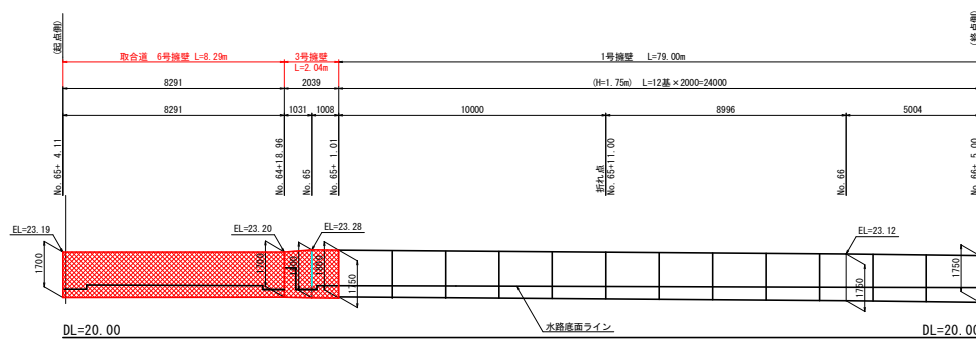 (起点側)
(終点側)
取合道 6号擁壁 L=8.29m
3号擁壁
L=2.04m
1号擁壁 L=79.00m
8291
2039
(H=1.75m) L=12基×2000=24000
8291
1031
1008
10000
8996
5004
No.65+ 4.11
No.64+18.96
No.65
No.65+ 1.01
折れ点
No.65+11.00
No.66
No.66+ 5.00
EL=23.19
EL=23.20
EL=23.28
EL=23.12
1700
1700
1800
1750
1750
1750
水路底面ライン
DL=20.00
DL=20.00